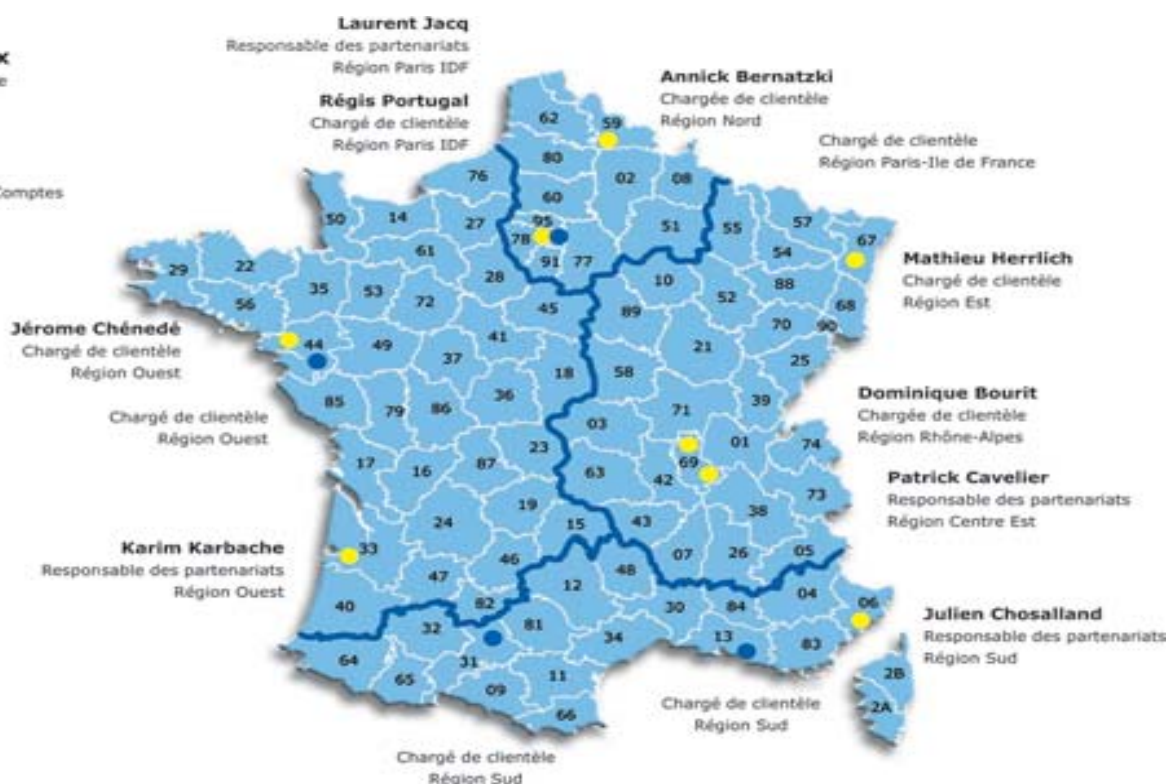 Laurent Jacq
Responsable des partenariats
Région Paris IDF
x
e
Régis Portugal
Chargé de clientèle
Région Paris IDF
Annick Bernatzki
Chargée de clientèle
Région Nord
Chargé de clientèle
Région Paris-Ile de France
Comptes
62
59
80
02
08
76
60
95
51
55
57
67
50
14
27
78
77
91
54
61
29
22
35
53
72
28
45
10
52
88
68
56
89
70
90
Mathieu Herrlich
Chargé de clientèle
Région Est
Jérome Chénedé
Chargé de clientèle
Région Ouest
44
49
37
41
18
58
21
25
85
79
86
36
03
71
39
Chargé de clientèle
Région Ouest
Dominique Bourit
Chargée de clientèle
Région Rhône-Alpes
17
16
87
23
63
42
69
01
74
73
38
Patrick Cavelier
Responsable des partenariats
Région Centre Est
24
19
15
43
07
26
05
33
Karim Karbache
Responsable des partenariats
Région Ouest
47
46
12
48
40
82
81
30
84
04
06
32
34
13
83
Julien Chosalland
Responsable des partenariats
Région Sud
64
65
31
09
11
66
2B
2A
Chargé de clientèle
Région Sud
Chargé de clientèle
Région Sud